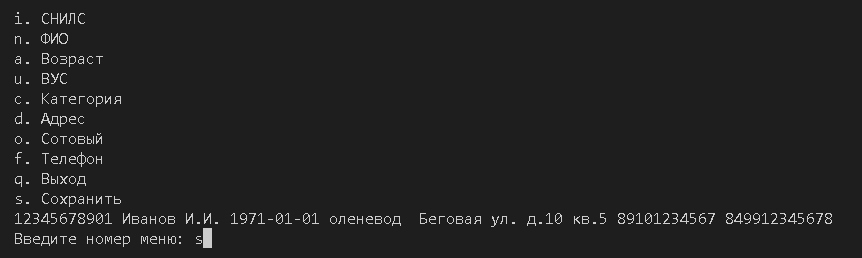 i. СНИЛС
n. ФИО
a. Возраст
u. ВУС
c. Категория
d. Адрес
o. Сотовый
f. Телефон
q. Выход
s. Сохранить
12345678901 Иванов И.И. 1971-01-01 оленевод  Беговая ул. д.10 кв.5 89101234567 849912345678
Введите номер меню: s